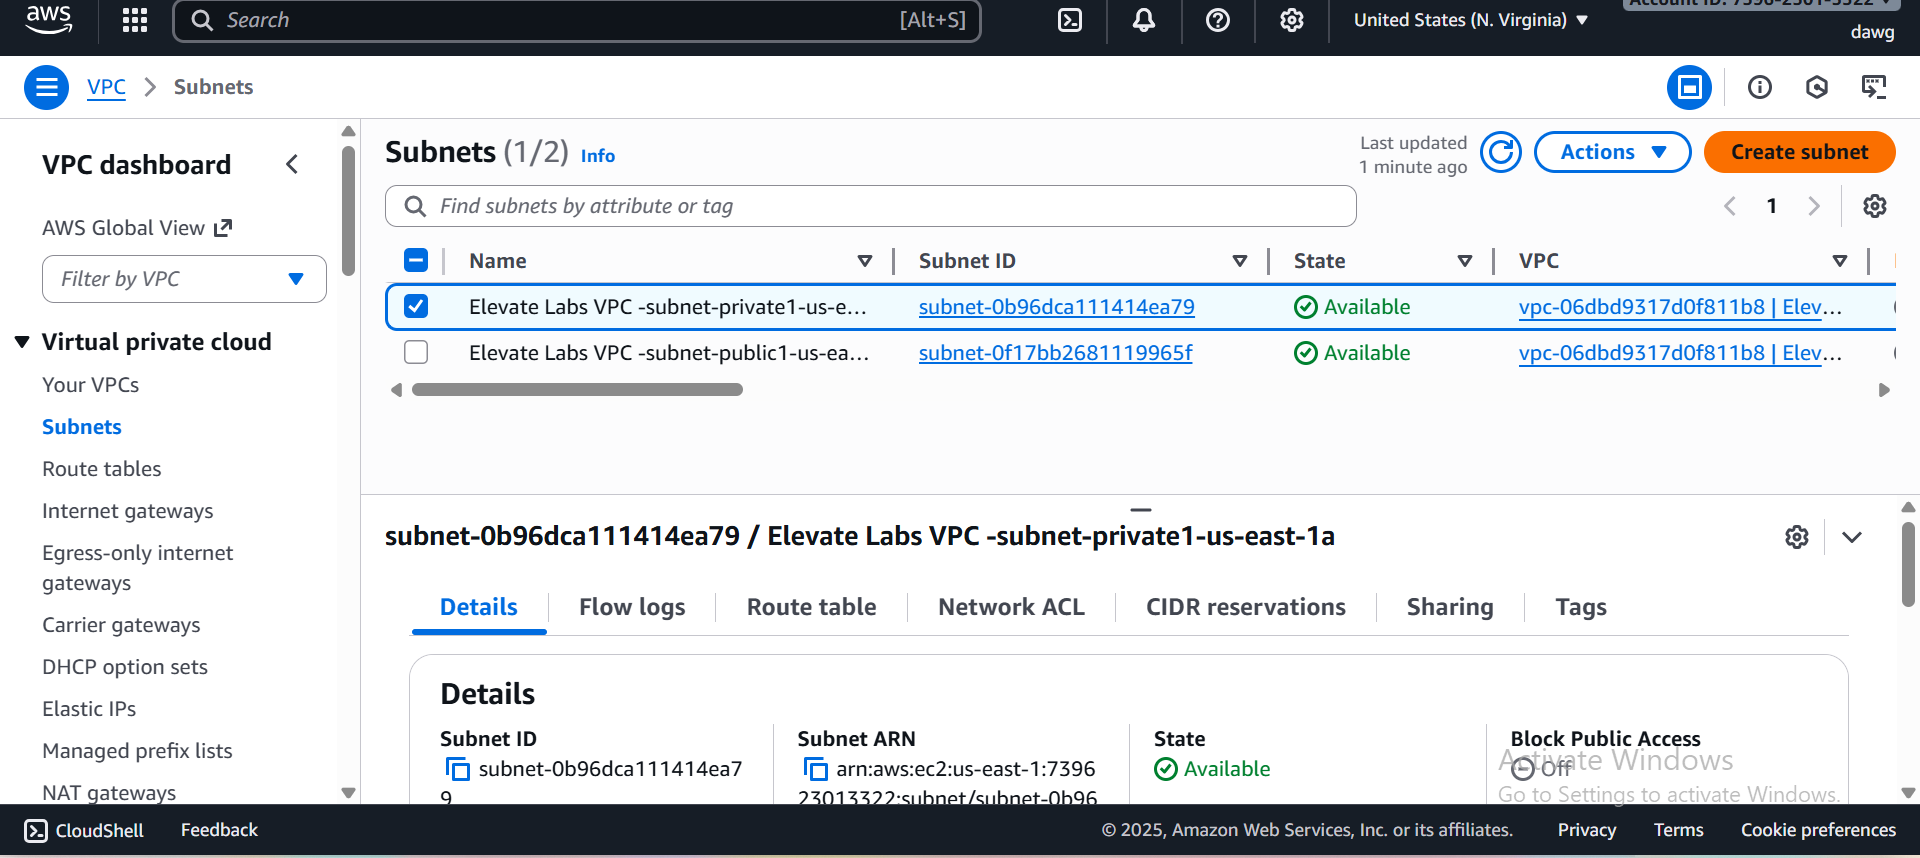 aws
Search
[Alt+S]
United States (N. Virginia)
dawg
VPC
Subnets
VPC dashboard
AWS Global View
Filter by VPC
Virtual private cloud
Your VPCs
Subnets
Route tables
Internet gateways
Egress-only internet
gateways
Carrier gateways
DHCP option sets
Elastic IPs
Managed prefix lists
NAT gateways
Subnets (1/2) Info
Last updated
1 minute ago
Actions
Create subnet
Find subnets by attribute or tag
1
Name Subnet ID State VPC
Elevate Labs VPC -subnet-private1-us-e... subnet-0b96dca111414ea79 Available vpc-06dbd9317d0f811b8 | Elev...
Elevate Labs VPC -subnet-public1-us-ea... subnet-0f17bb2681119965f Available vpc-06dbd9317d0f811b8 | Elev...
subnet-0b96dca111414ea79 / Elevate Labs VPC -subnet-private1-us-east-1a
Details Flow logs Route table Network ACL CIDR reservations Sharing Tags
Details
Subnet ID
subnet-0b96dca111414ea7
9
Subnet ARN
arn:aws:ec2:us-east-1:7396
23013322:subnet/subnet-0b96
State
Available
Block Public Access
Off
Activate Windows
Go to Settings to activate Windows.
CloudShell Feedback © 2025, Amazon Web Services, Inc. or its affiliates. Privacy Terms Cookie preferences